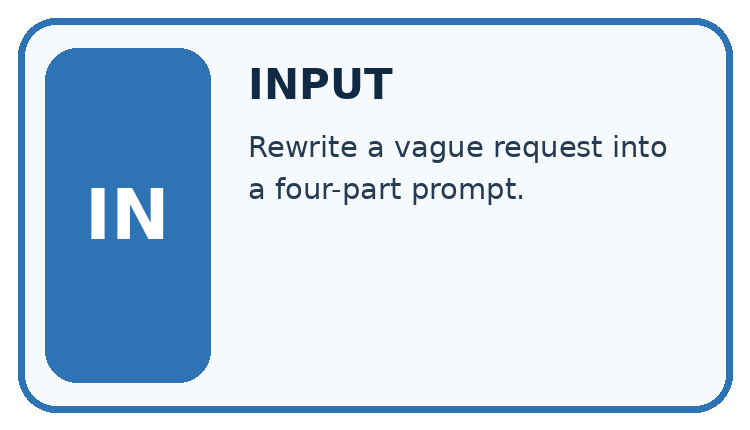 IN
INPUT
Rewrite a vague request into
a four-part prompt.